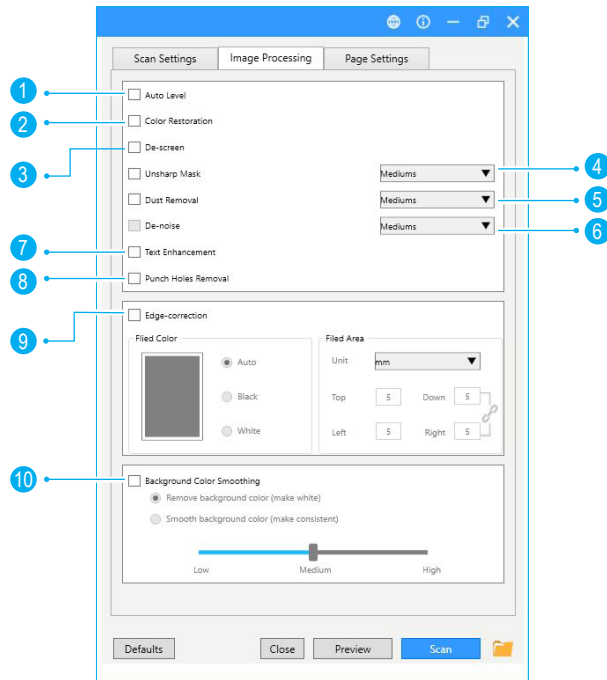 Scan Settings Image Processing Page Settings
1 Auto Level
2 Color Restoration
3 De-screen
Unsharp Mask Mediums 4
Dust Removal Mediums 5
De-noise Mediums 6
7 Text Enhancement
8 Punch Holes Removal
9 Edge-correction
Flied Color Filed Area
Auto Unit mm
Black Top 5 Down 5
White Left 5 Right 5
10 Background Color Smoothing
Remove background color (make white)
Smooth background color (make consistent)
Low Medium High
Defaults Close Preview Scan